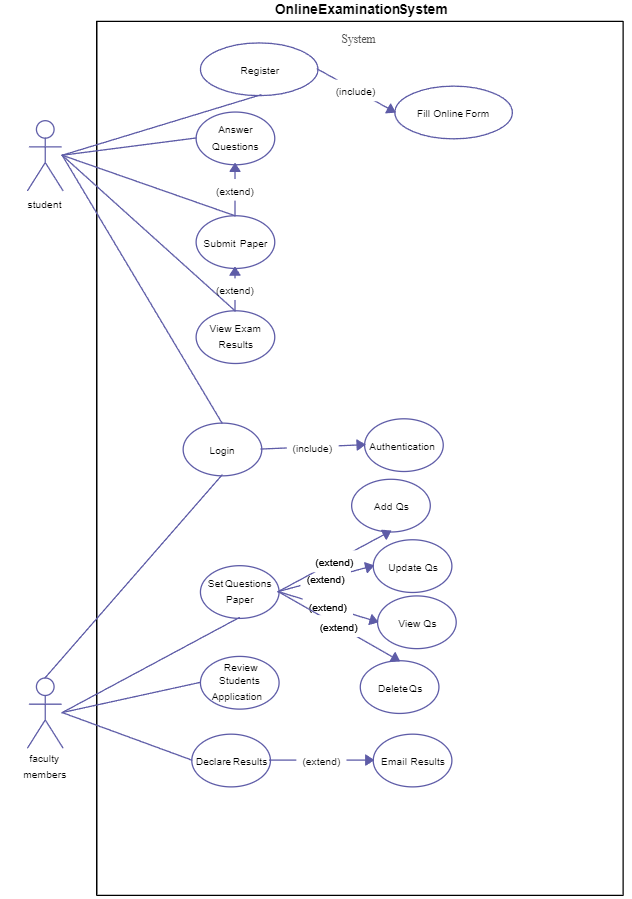 OnlineExaminationSystem
System
Register
(include)
Fill Online Form
Answer
Questions
(extend)
student
Submit Paper
(extend)
View Exam
Results
Login
(include)
Authentication
Add Qs
(extend)
Update Qs
(extend)
Set Questions
Paper
(extend)
View Qs
(extend)
Review
Students
Application
Delete Qs
faculty
members
Declare Results
(extend)
Email Results